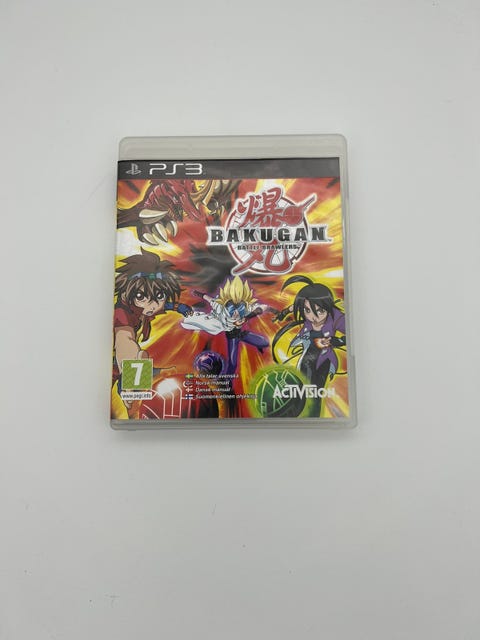 PS3
爆
BAKUGAN™
BATTLE BRAWLERS
丸
7
www.pegi.info
Alla talar svenska
Norsk manual
Dansk manual
Suomenkielinen ohjekirja
ACTIVISION